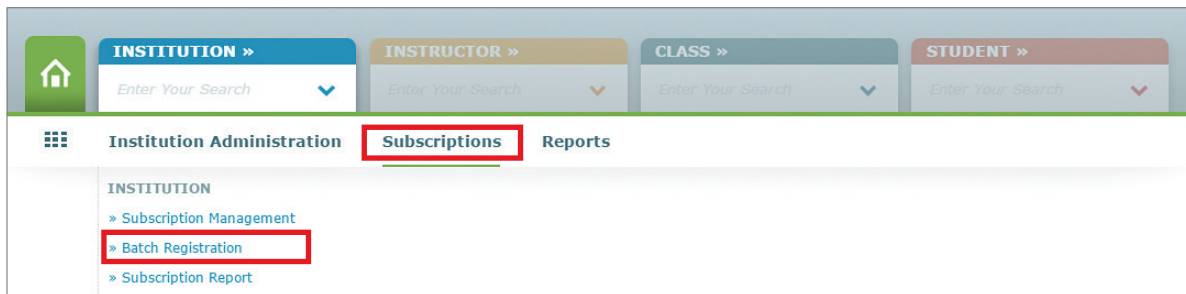 INSTITUTION » INSTRUCTOR » CLASS » STUDENT »
Enter Your Search Enter Your Search Enter Your Search Enter Your Search
Institution Administration Subscriptions Reports
INSTITUTION
» Subscription Management
» Batch Registration
» Subscription Report